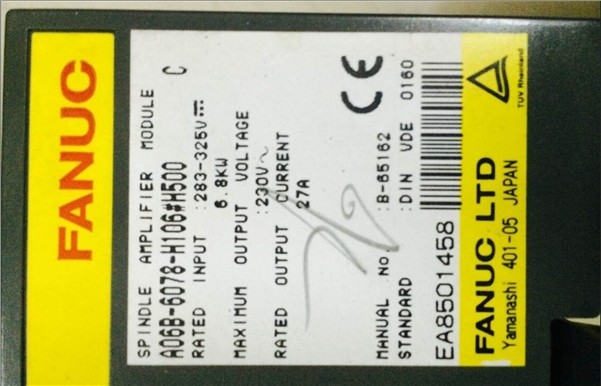 FANUC
SPINDLE AMPLIFIER MODULE C
A06B-6078-H106#H500
RATED INPUT :283-325V⎓
6.8KW
MAXIMUM OUTPUT VOLTAGE
:230V~
RATED OUTPUT CURRENT
27A
MANUAL NO. :B-65162
STANDARD :DIN VDE 0160
CE
EA8501458
FANUC LTD
Yamanashi 401-05 JAPAN
TUV Rheinland